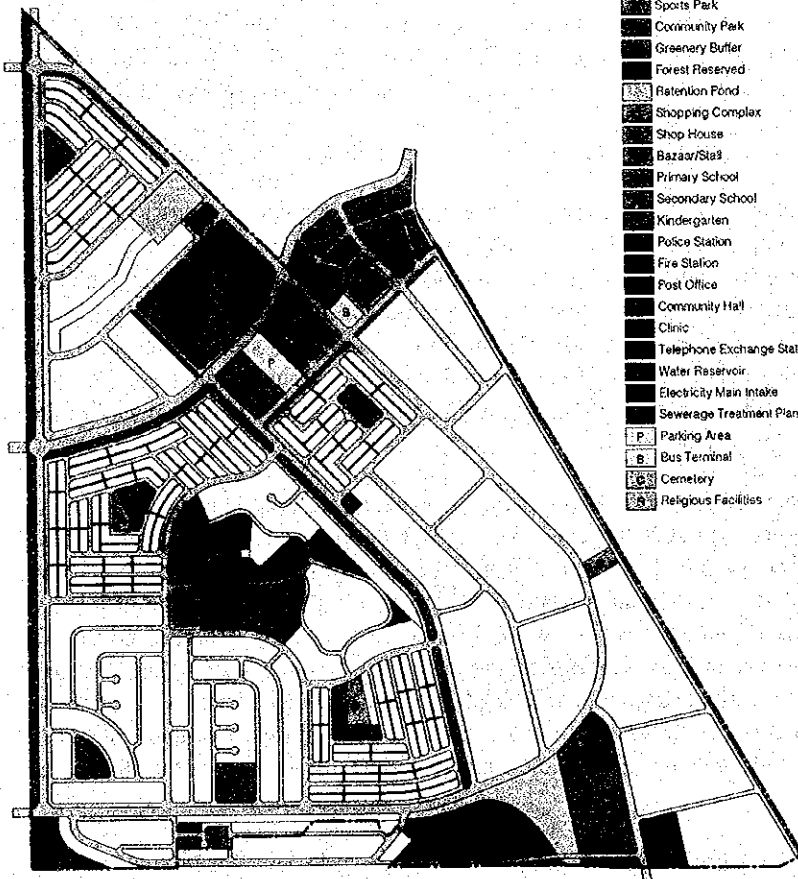 Sports Park
Community Park
Greenery Buffer
Forest Reserved
Retention Pond
Shopping Complex
Shop House
Bazaar/Stall
Primary School
Secondary School
Kindergarten
Police Station
Fire Station
Post Office
Community Hall
Clinic
Telephone Exchange Stat
Water Reservoir
Electricity Main Intake
Sewerage Treatment Plan
P Parking Area
B Bus Terminal
C Cemetery
R Religious Facilities
B
P